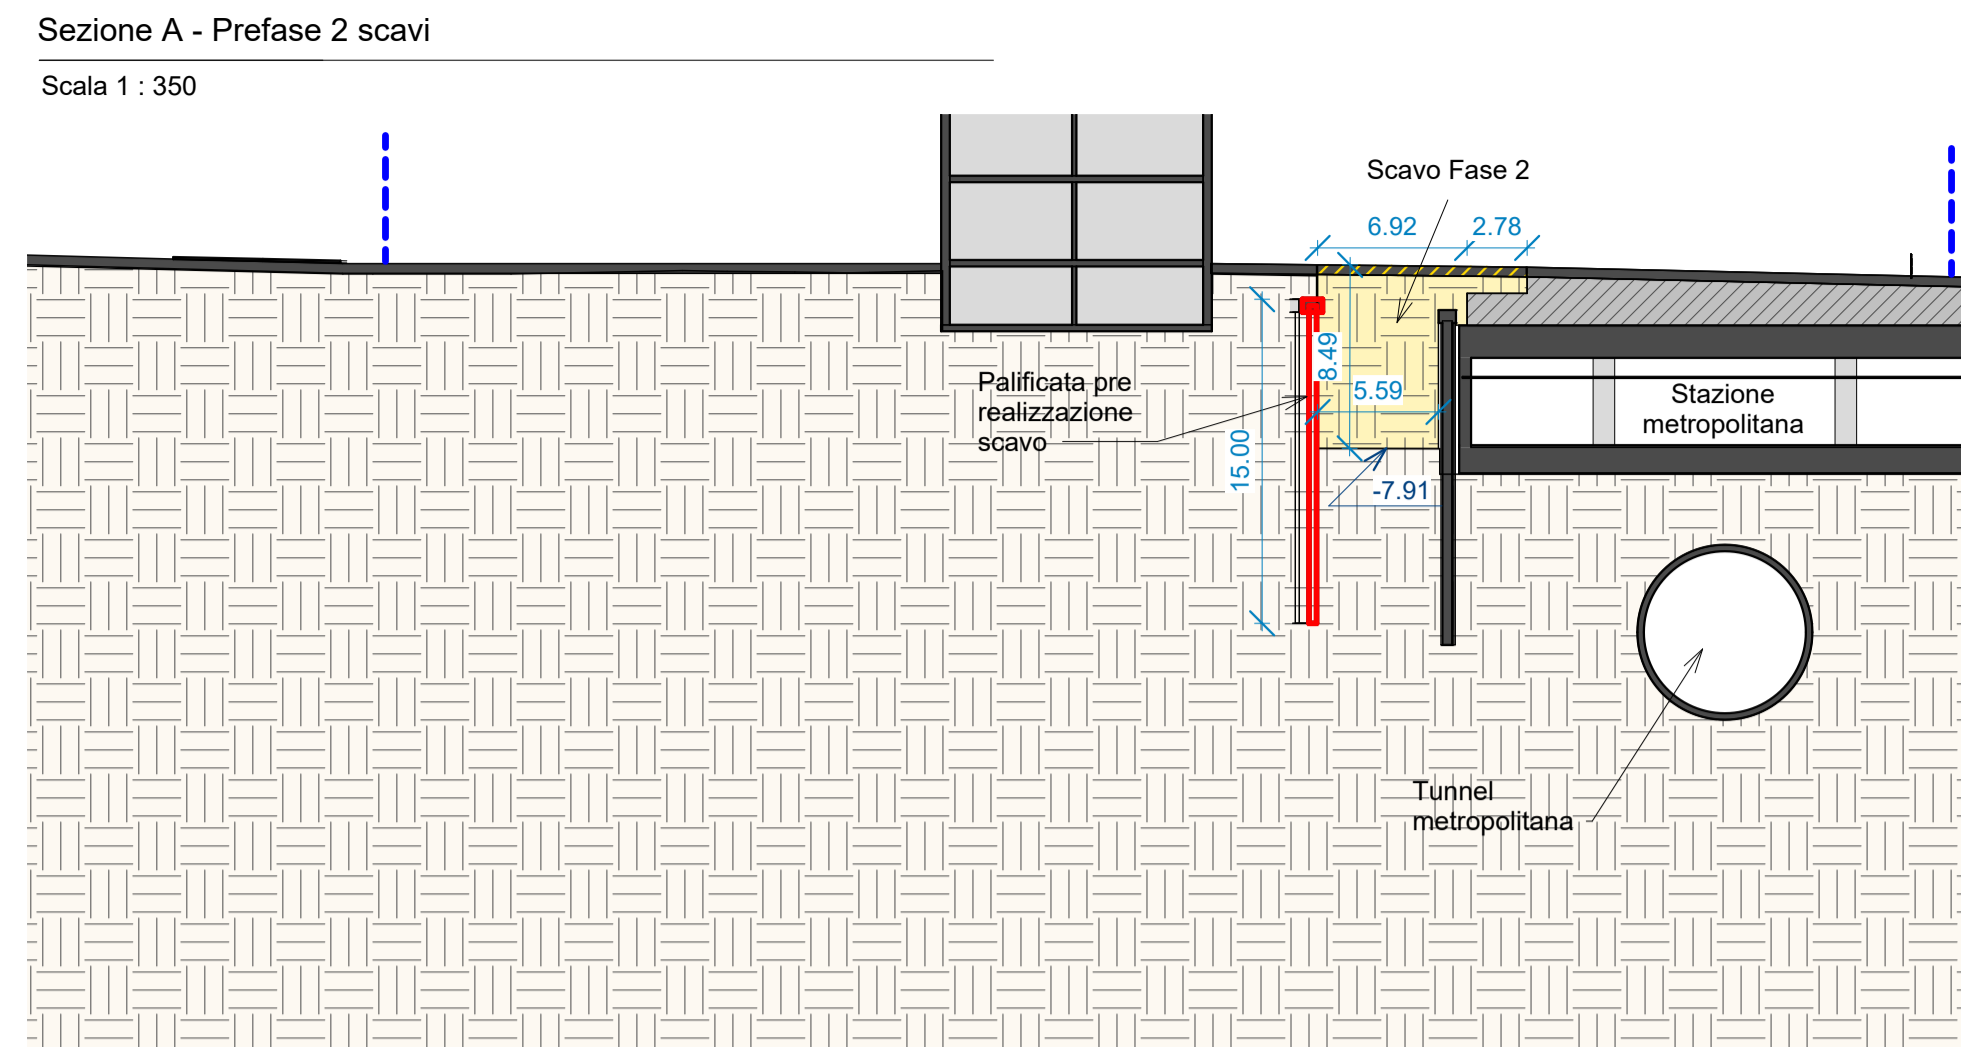 Sezione A - Prefase 2 scavi
Scala 1 : 350
Scavo Fase 2
6.92
2.78
8.49
5.59
Palificata pre
realizzazione
scavo
15.00
-7.91
Stazione
metropolitana
Tunnel
metropolitana